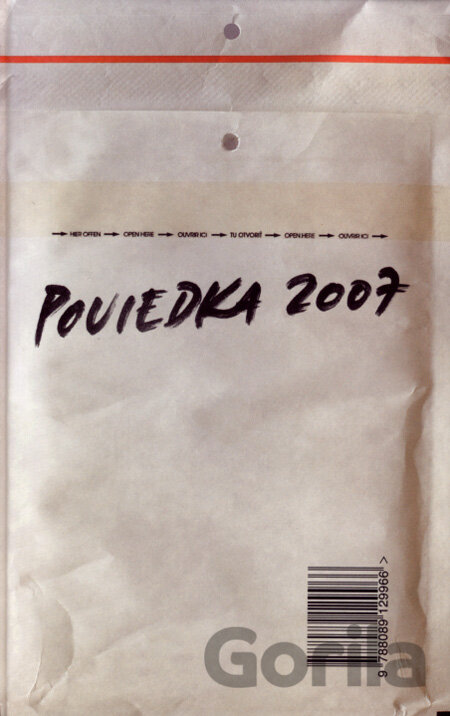 → HIER OFFEN → OPEN HERE → OUVRIR ICI → TU OTVORIŤ → OPEN HERE → OUVRIR ICI →
POVIEDKA 2007
9 788089 129966 >
Gorila